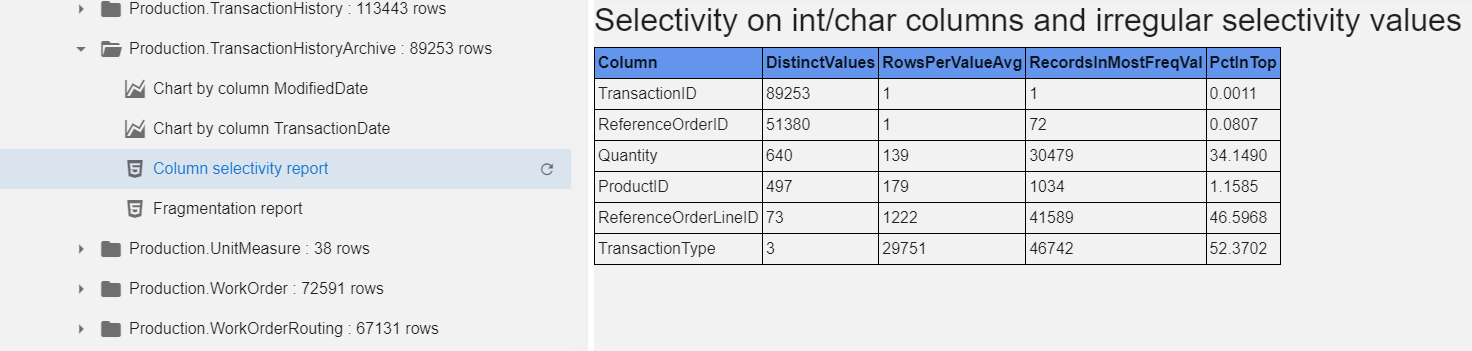 Production.TransactionHistory : 113443 rows
Production.TransactionHistoryArchive : 89253 rows
Chart by column ModifiedDate
Chart by column TransactionDate
Column selectivity report
Fragmentation report
Production.UnitMeasure : 38 rows
Production.WorkOrder : 72591 rows
Production.WorkOrderRouting : 67131 rows
Selectivity on int/char columns and irregular selectivity values
Column DistinctValues RowsPerValueAvg RecordsInMostFreqVal PctInTop
TransactionID 89253 1 1 0.0011
ReferenceOrderID 51380 1 72 0.0807
Quantity 640 139 30479 34.1490
ProductID 497 179 1034 1.1585
ReferenceOrderLineID 73 1222 41589 46.5968
TransactionType 3 29751 46742 52.3702